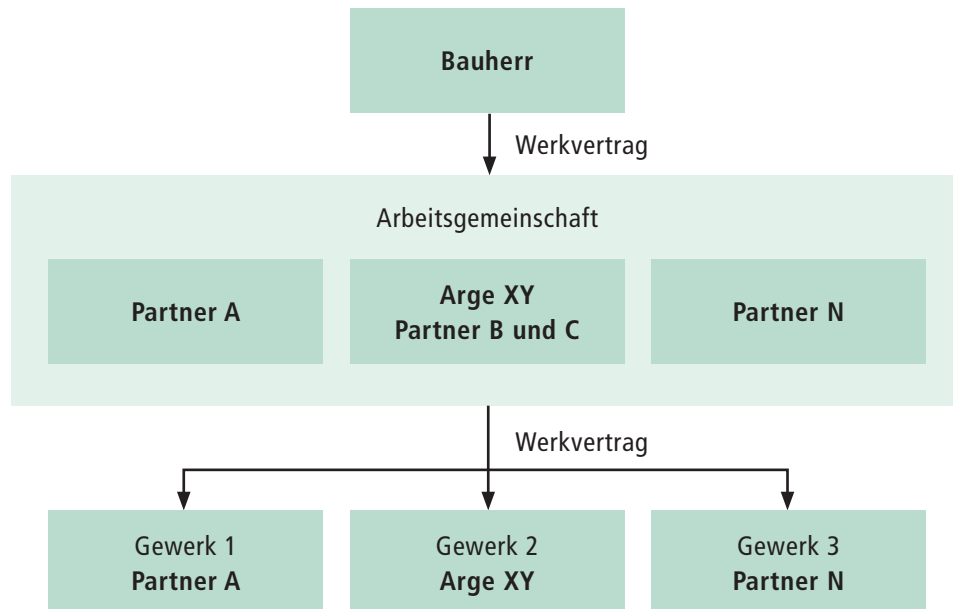 Bauherr
Werkvertrag
Arbeitsgemeinschaft
Partner A
Arge XY
Partner B und C
Partner N
Werkvertrag
Gewerk 1
Partner A
Gewerk 2
Arge XY
Gewerk 3
Partner N